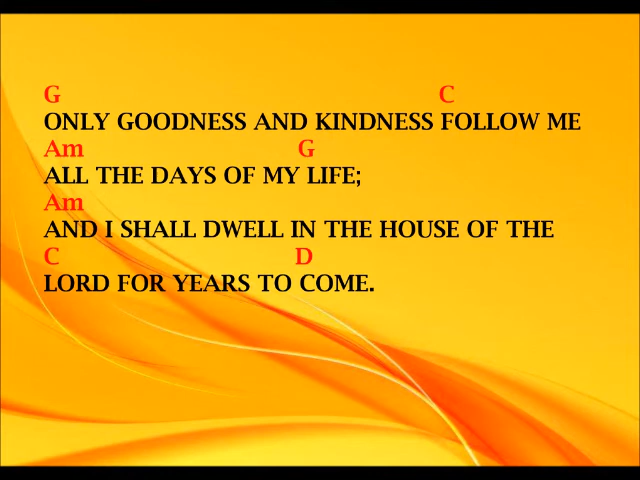 G C
ONLY GOODNESS AND KINDNESS FOLLOW ME
Am G
ALL THE DAYS OF MY LIFE;
Am
AND I SHALL DWELL IN THE HOUSE OF THE
C D
LORD FOR YEARS TO COME.